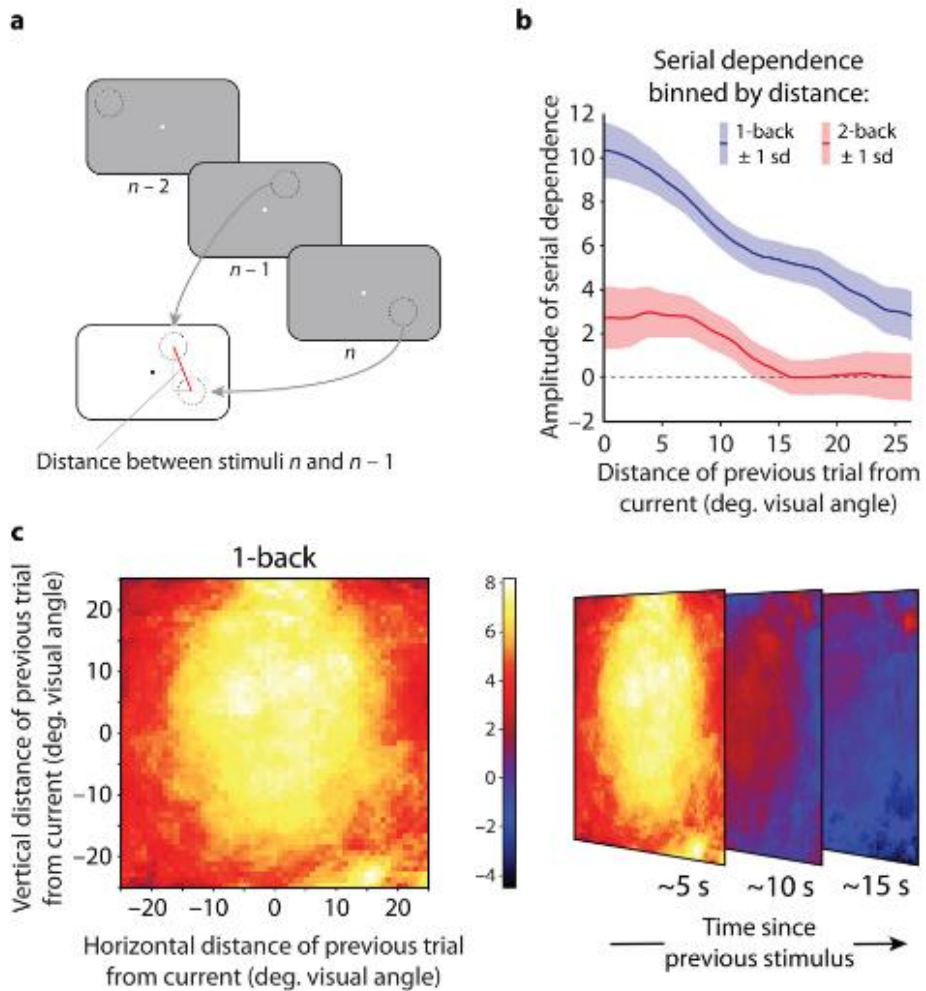 a
n – 2
n – 1
n
Distance between stimuli n and n – 1
b
Serial dependence
binned by distance:
1-back
± 1 sd
2-back
± 1 sd
Amplitude of serial dependence
12
10
8
6
4
2
0
−2
0
5
10
15
20
25
Distance of previous trial from
current (deg. visual angle)
c
1-back
Vertical distance of previous trial
from current (deg. visual angle)
20
10
0
−10
−20
−20
−10
0
10
20
Horizontal distance of previous trial
from current (deg. visual angle)
8
6
4
2
0
−2
−4
~5 s
~10 s
~15 s
Time since
previous stimulus